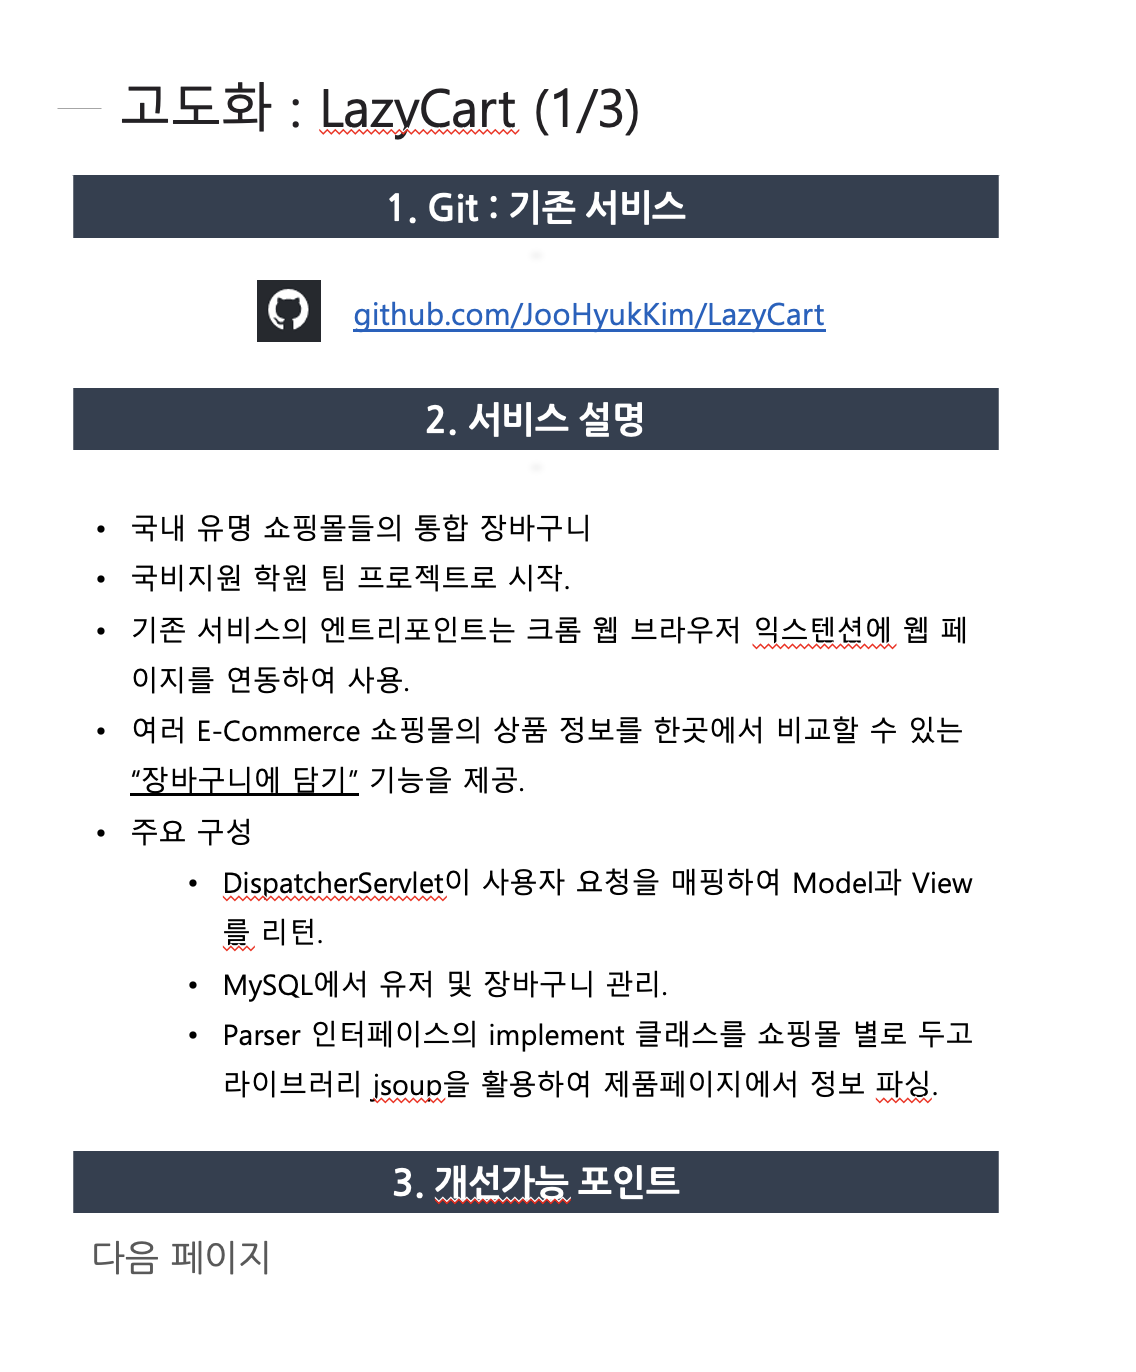 고도화 : LazyCart (1/3)
1. Git : 기존 서비스
github.com/JooHyukKim/LazyCart
2. 서비스 설명
• 국내 유명 쇼핑몰들의 통합 장바구니
• 국비지원 학원 팀 프로젝트로 시작.
• 기존 서비스의 엔트리포인트는 크롬 웹 브라우저 익스텐션에 웹 페
이지를 연동하여 사용.
• 여러 E-Commerce 쇼핑몰의 상품 정보를 한곳에서 비교할 수 있는
“장바구니에 담기” 기능을 제공.
• 주요 구성
• DispatcherServlet이 사용자 요청을 매핑하여 Model과 View
를 리턴.
• MySQL에서 유저 및 장바구니 관리.
• Parser 인터페이스의 implement 클래스를 쇼핑몰 별로 두고
라이브러리 jsoup을 활용하여 제품페이지에서 정보 파싱.
3. 개선가능 포인트
다음 페이지